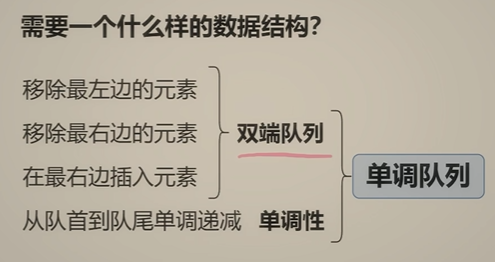 需要一个什么样的数据结构？
移除最左边的元素
移除最右边的元素
双端队列
在最右边插入元素
单调队列
从队首到队尾单调递减 单调性